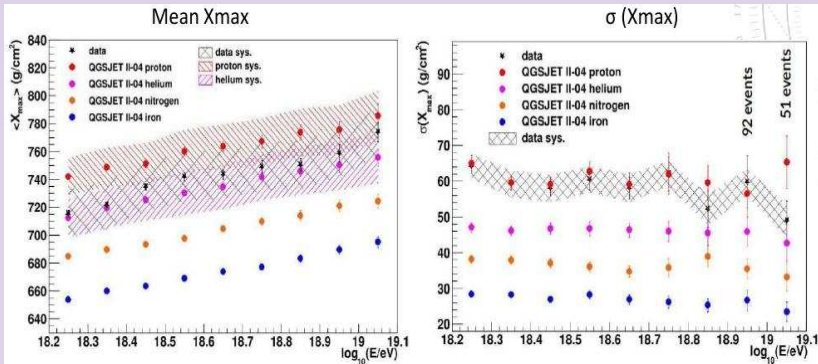 Mean Xmax
840
820
800
780
760
740
720
700
680
660
640
<X_max> (g/cm²)
data
QGSJET II-04 proton
QGSJET II-04 helium
QGSJET II-04 nitrogen
QGSJET II-04 iron
data sys.
proton sys.
helium sys.
18.2 18.3 18.4 18.5 18.6 18.7 18.8 18.9 19 19.1
log₁₀(E/eV)
σ (Xmax)
90
80
70
60
50
40
30
20
σ(X_max) (g/cm²)
data
QGSJET II-04 proton
QGSJET II-04 helium
QGSJET II-04 nitrogen
QGSJET II-04 iron
data sys.
92 events
51 events
18.2 18.3 18.4 18.5 18.6 18.7 18.8 18.9 19 19.1
log₁₀(E/eV)